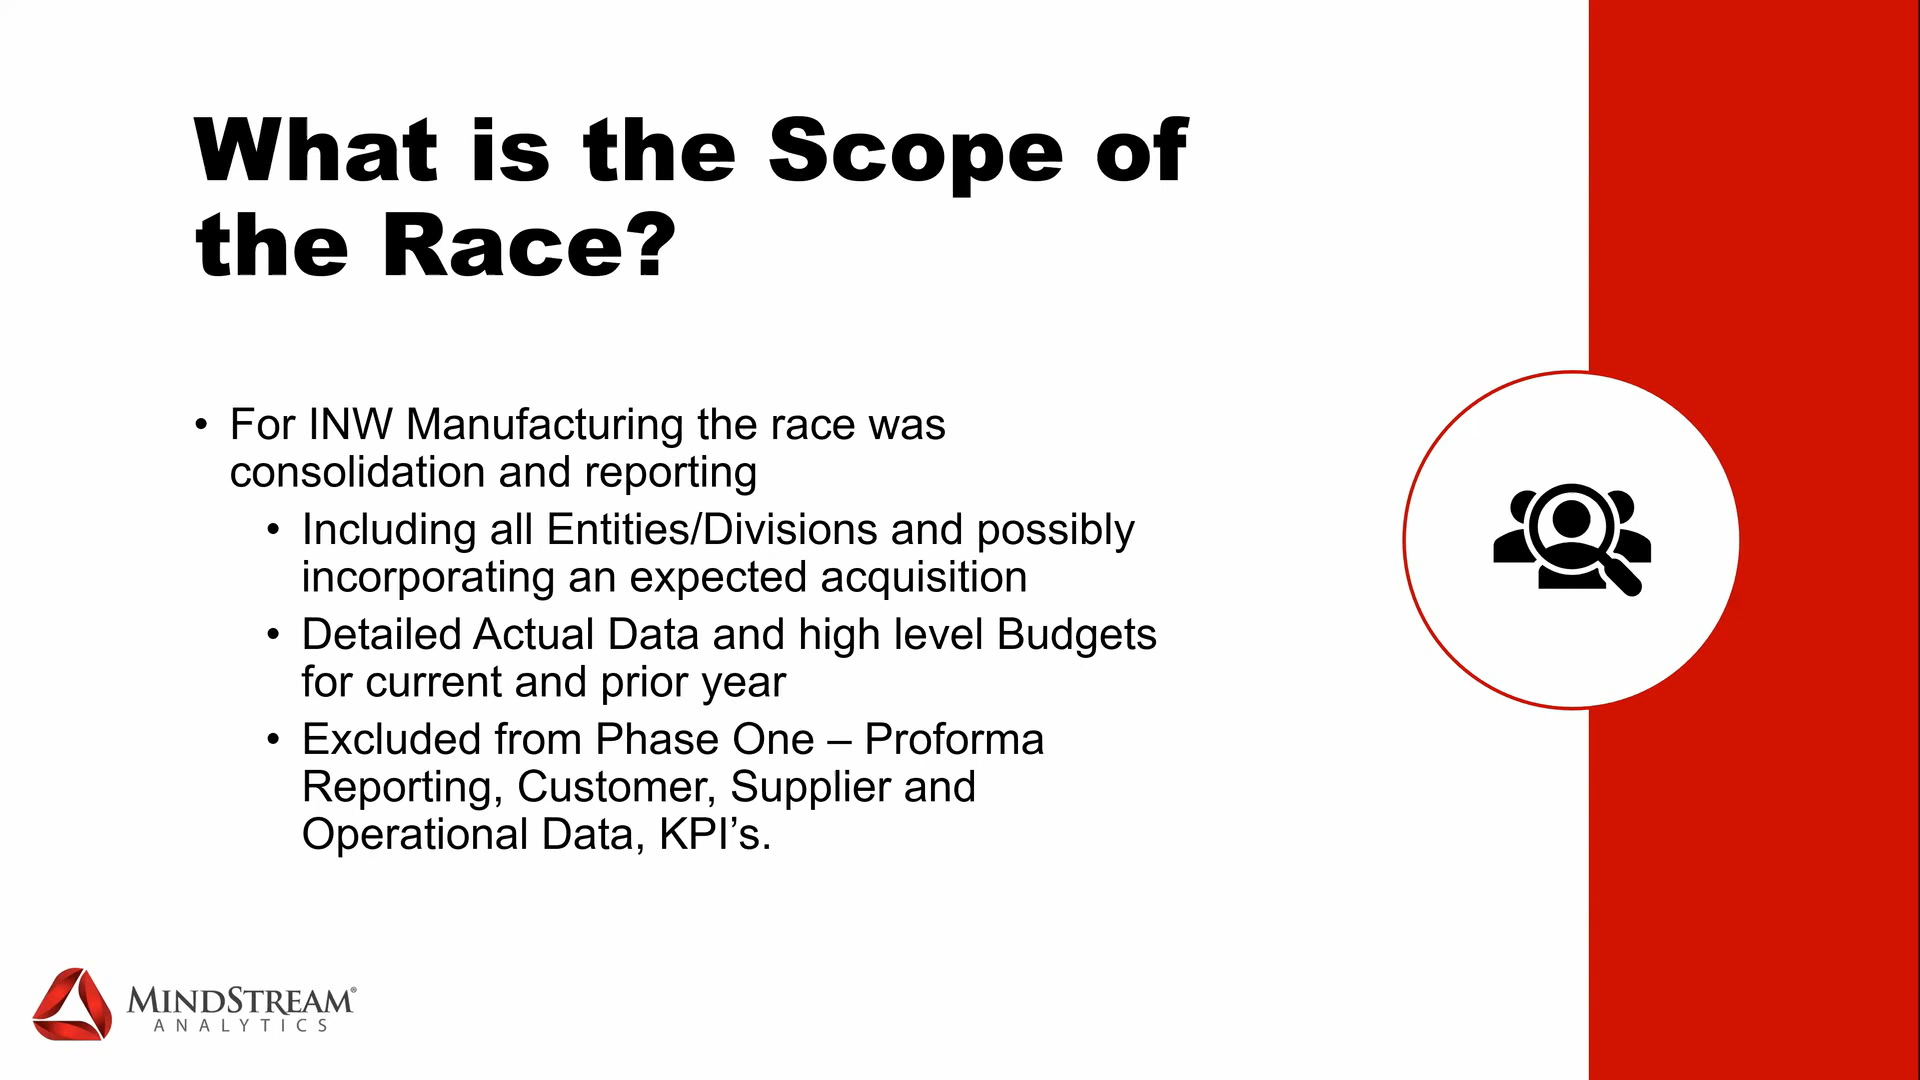 What is the Scope of
the Race?
• For INW Manufacturing the race was
consolidation and reporting
• Including all Entities/Divisions and possibly
incorporating an expected acquisition
• Detailed Actual Data and high level Budgets
for current and prior year
• Excluded from Phase One – Proforma
Reporting, Customer, Supplier and
Operational Data, KPI’s.
MINDSTREAM®
ANALYTICS